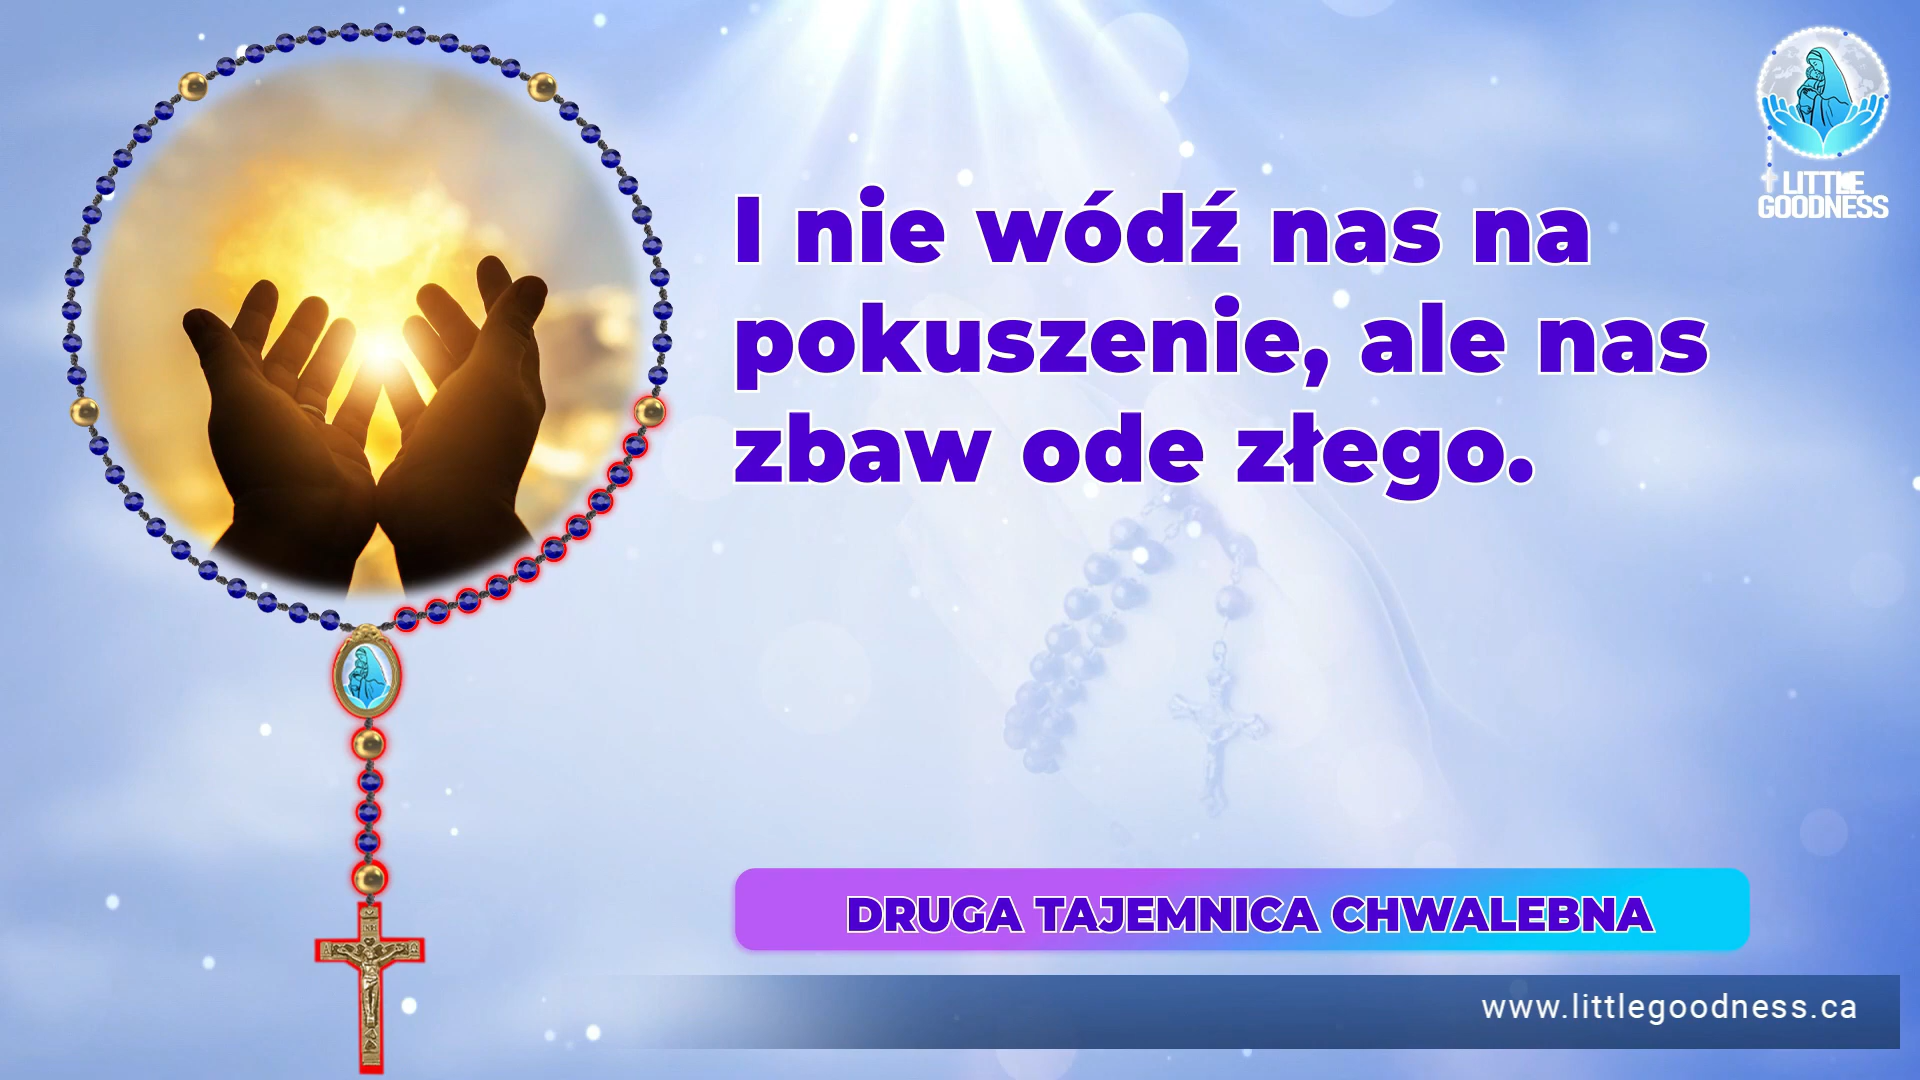 I nie wódź nas na
pokuszenie, ale nas
zbaw ode złego.
LITTLE
GOODNESS
DRUGA TAJEMNICA CHWALEBNA
www.littlegoodness.ca